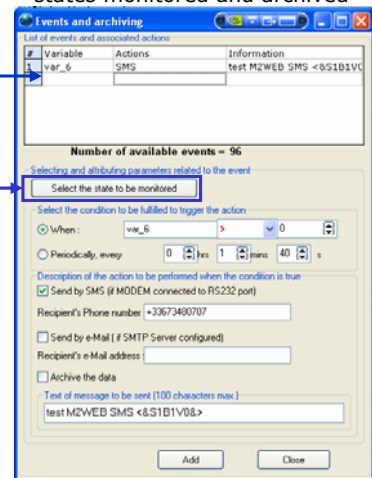 states monitored and archived
Events and archiving
List of events and associated actions
# Variable Actions Information
1 var_6 SMS test M2WEB SMS <&S1B1V0
Number of available events = 96
Selecting and attributing parameters related to the event
Select the state to be monitored
Select the condition to be fulfilled to trigger the action
When : var_6 > 0
Periodically, every 0 hrs 1 mins 40 s
Description of the action to be performed when the condition is true
Send by SMS (if MODEM connected to RS232 port)
Recipient's Phone number +33673480707
Send by e-Mail ( if SMTP Server configured)
Recipient's e-Mail address :
Archive the data
Text of message to be sent (100 characters max.)
test M2WEB SMS <&S1B1V0&>
Add Close